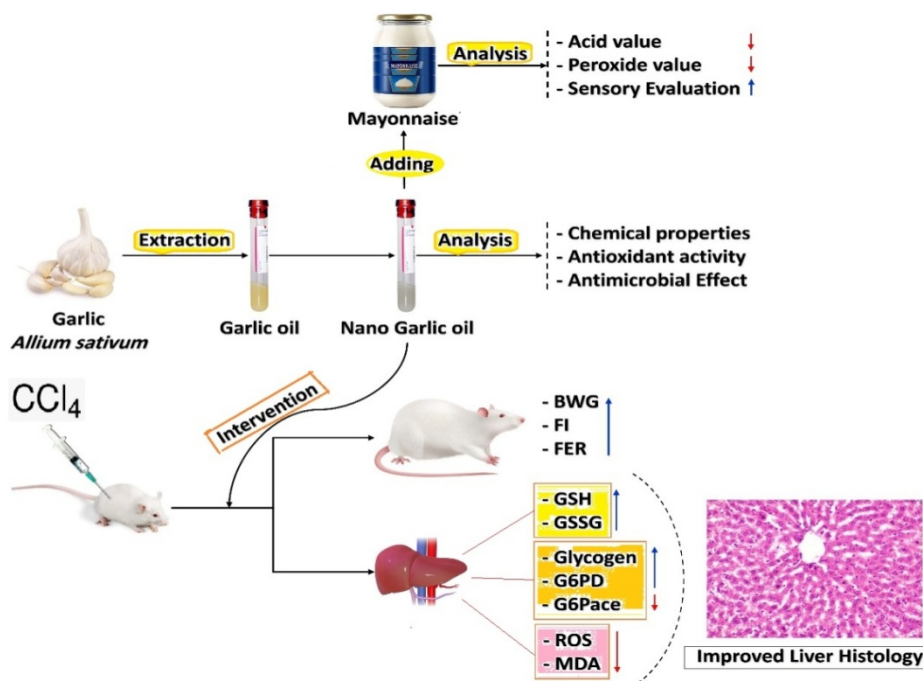 Analysis
- Acid value
- Peroxide value
- Sensory Evaluation
MAYONNAISE
Mayonnaise
Adding
Extraction
Analysis
- Chemical properties
- Antioxidant activity
- Antimicrobial Effect
Garlic
Allium sativum
Garlic oil
Nano Garlic oil
CCl4
Intervention
- BWG
- FI
- FER
- GSH
- GSSG
- Glycogen
- G6PD
- G6Pace
- ROS
- MDA
Improved Liver Histology